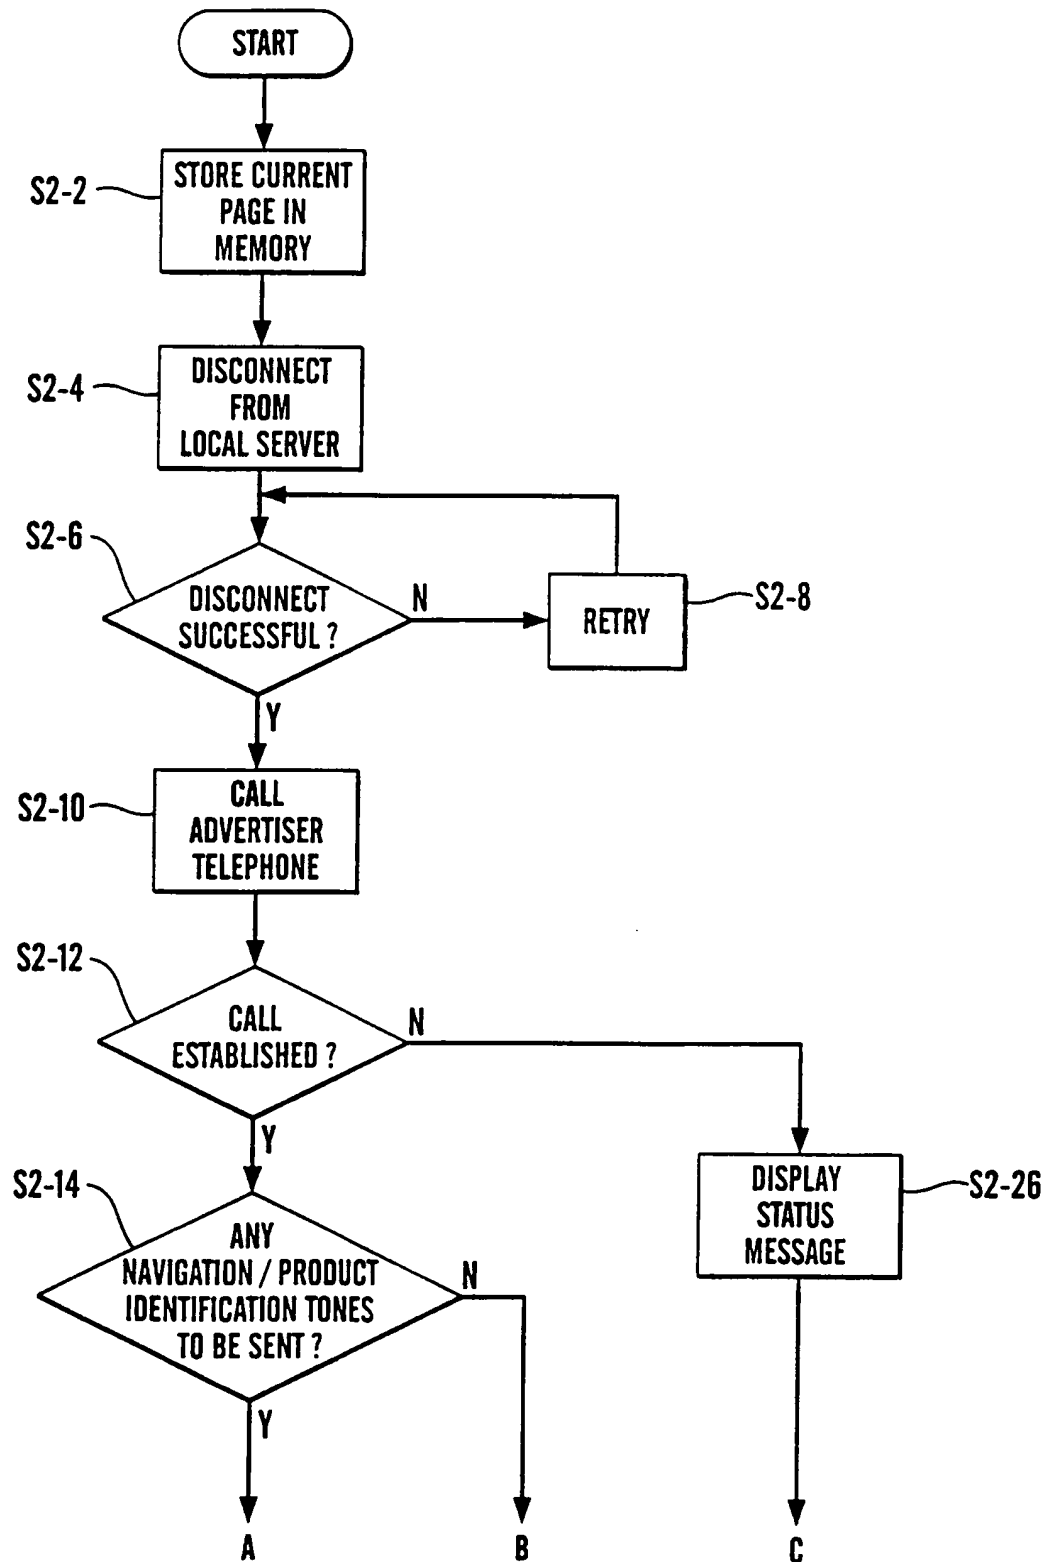 START
S2-2
STORE CURRENT
PAGE IN
MEMORY
S2-4
DISCONNECT
FROM
LOCAL SERVER
S2-6
DISCONNECT
SUCCESSFUL ?
N
RETRY
S2-8
Y
S2-10
CALL
ADVERTISER
TELEPHONE
S2-12
CALL
ESTABLISHED ?
N
Y
S2-14
ANY
NAVIGATION / PRODUCT
IDENTIFICATION TONES
TO BE SENT ?
N
DISPLAY
STATUS
MESSAGE
S2-26
Y
A
B
C